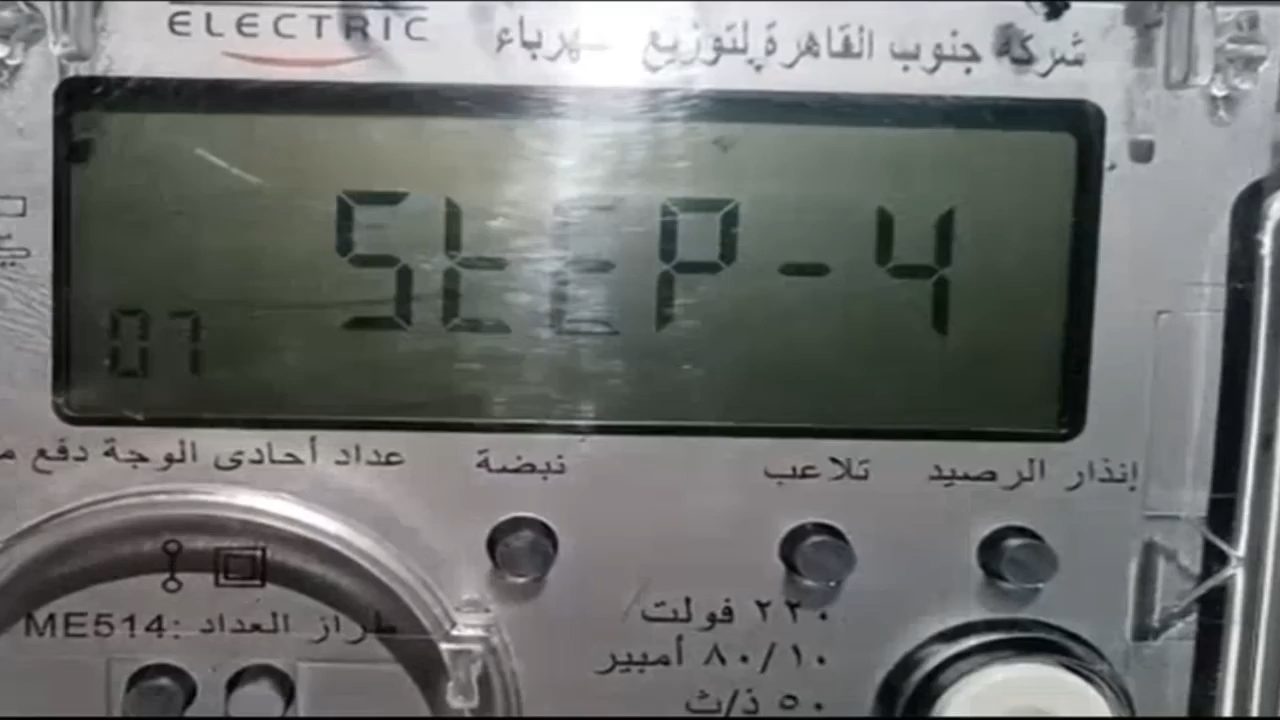 ELECTRIC
شركة جنوب القاهرة لتوزيع
StEP-4
07
عداد أحادى الوجة دفع
نبضة
تلاعب
إنذار الرصيد
طراز العداد :ME514
٢٢٠ فولت
٨٠/١٠ أمبير
٥٠ ذ/ث